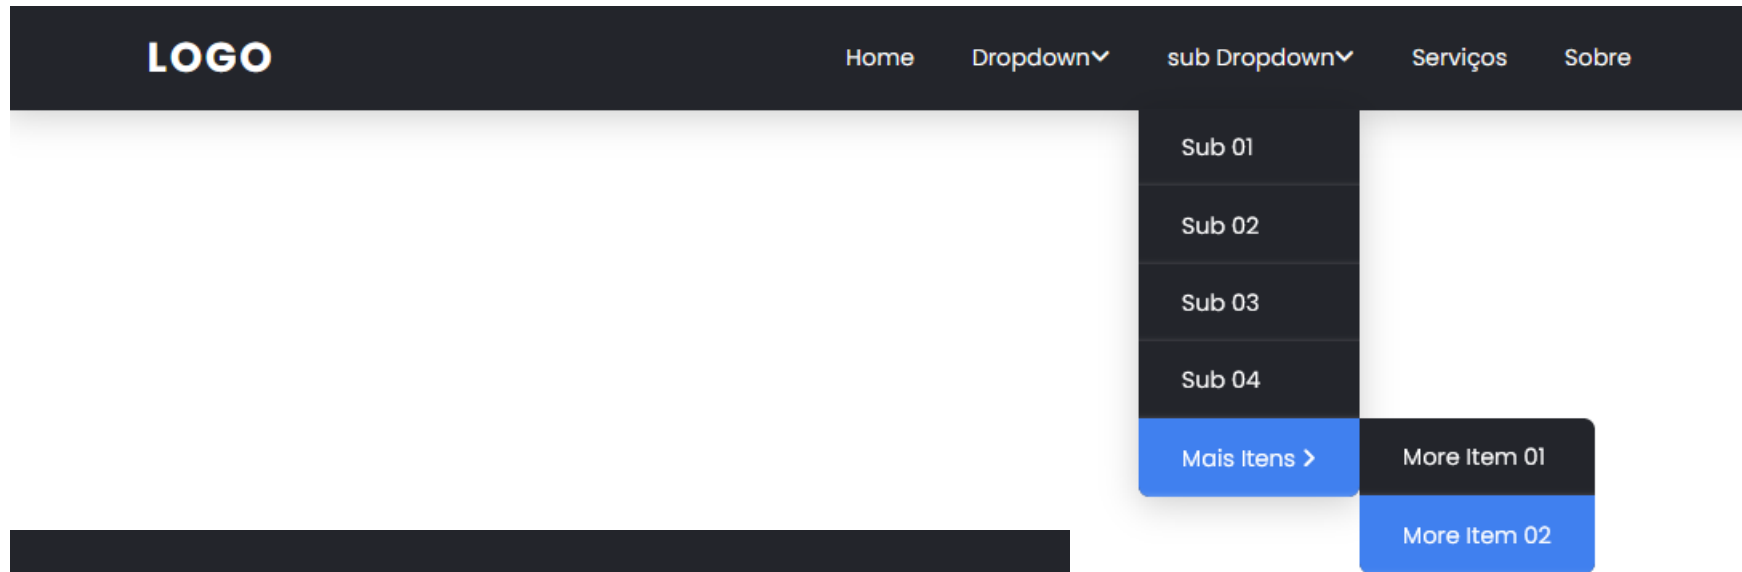 LOGO Home Dropdown sub Dropdown Serviços Sobre
Sub 01
Sub 02
Sub 03
Sub 04
Mais Itens More Item 01
More Item 02